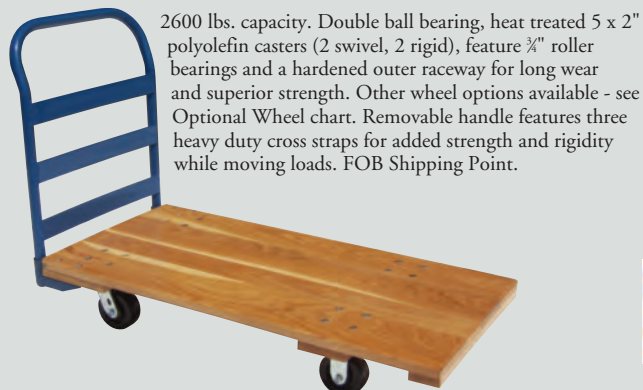 2600 lbs. capacity. Double ball bearing, heat treated 5 x 2"
polyolefin casters (2 swivel, 2 rigid), feature ¾" roller
bearings and a hardened outer raceway for long wear
and superior strength. Other wheel options available - see
Optional Wheel chart. Removable handle features three
heavy duty cross straps for added strength and rigidity
while moving loads. FOB Shipping Point.